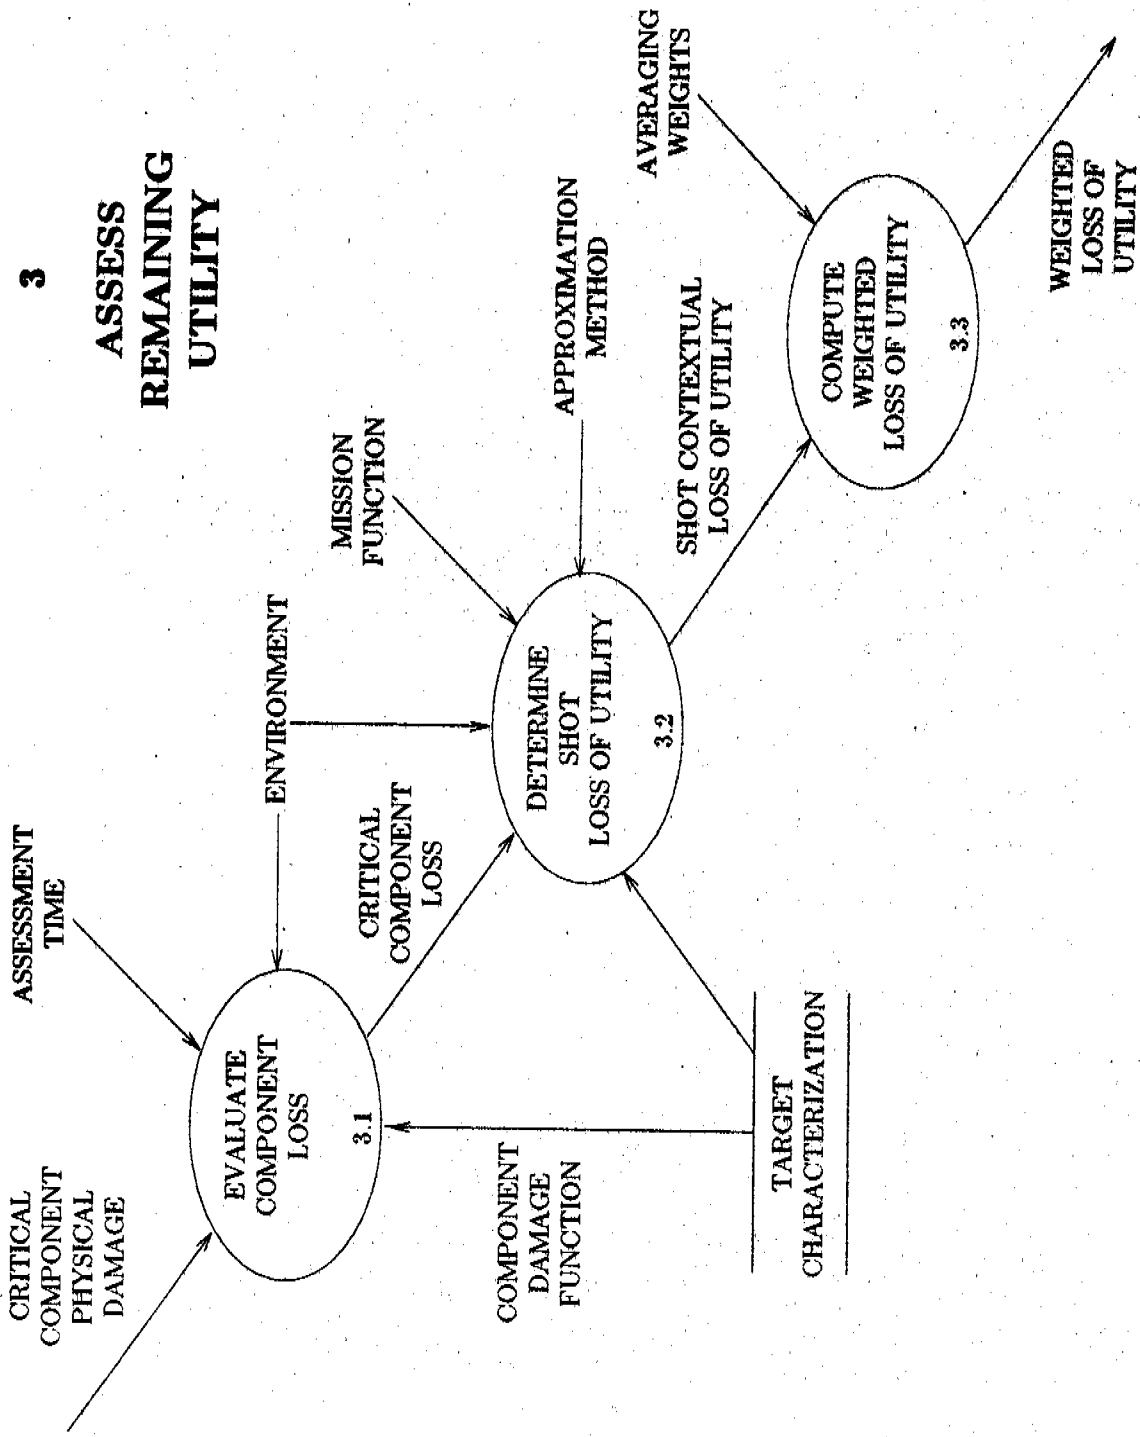 3
ASSESS
REMAINING
UTILITY
CRITICAL
COMPONENT
PHYSICAL
DAMAGE
ASSESSMENT
TIME
EVALUATE
COMPONENT
LOSS
3.1
ENVIRONMENT
MISSION
FUNCTION
CRITICAL
COMPONENT
LOSS
COMPONENT
DAMAGE
FUNCTION
DETERMINE
SHOT
LOSS OF UTILITY
3.2
APPROXIMATION
METHOD
AVERAGING
WEIGHTS
SHOT CONTEXTUAL
LOSS OF UTILITY
TARGET
CHARACTERIZATION
COMPUTE
WEIGHTED
LOSS OF UTILITY
3.3
WEIGHTED
LOSS OF
UTILITY